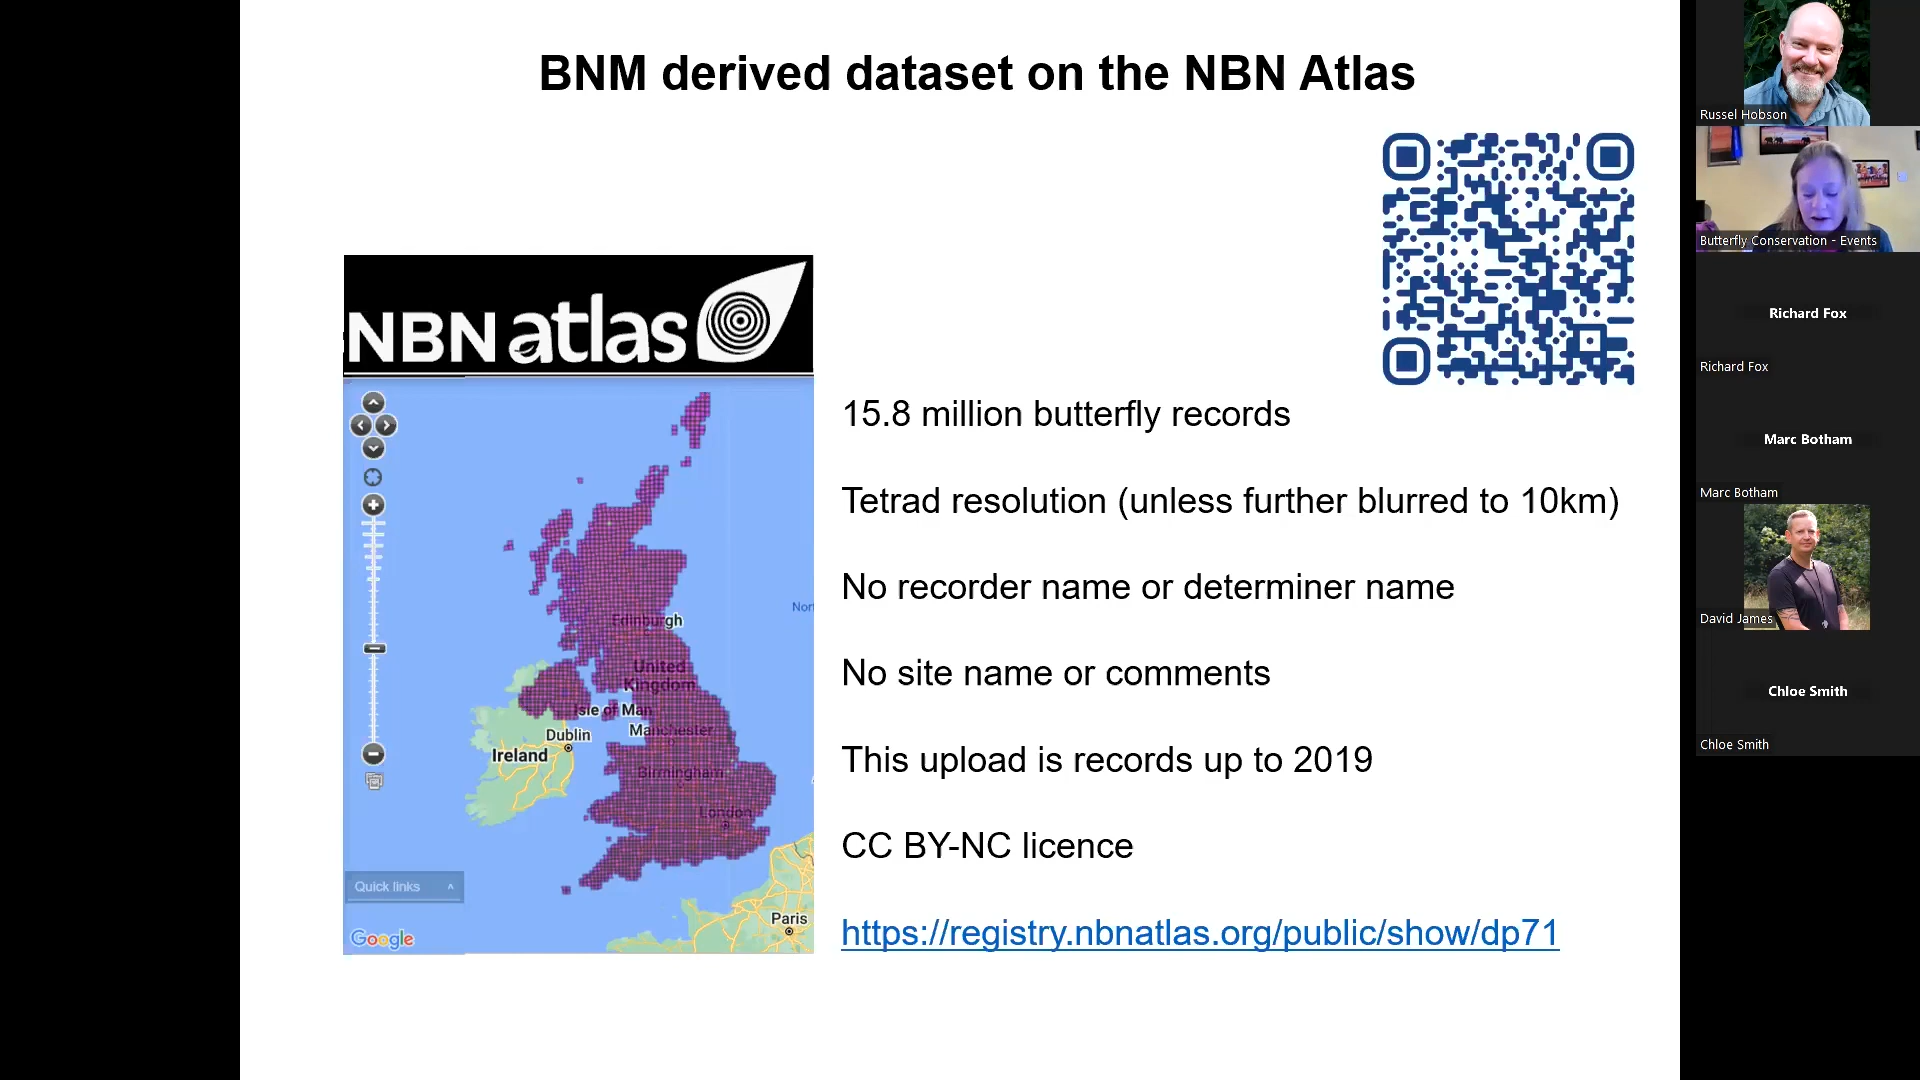 BNM derived dataset on the NBN Atlas
NBN atlas
Edinburgh
United
Kingdom
Isle of Man
Dublin
Manchester
Ireland
Birmingham
London
Paris
Nor
Quick links
Google
15.8 million butterfly records
Tetrad resolution (unless further blurred to 10km)
No recorder name or determiner name
No site name or comments
This upload is records up to 2019
CC BY-NC licence
https://registry.nbnatlas.org/public/show/dp71
Russel Hobson
Butterfly Conservation - Events
Richard Fox
Richard Fox
Marc Botham
Marc Botham
David James
Chloe Smith
Chloe Smith